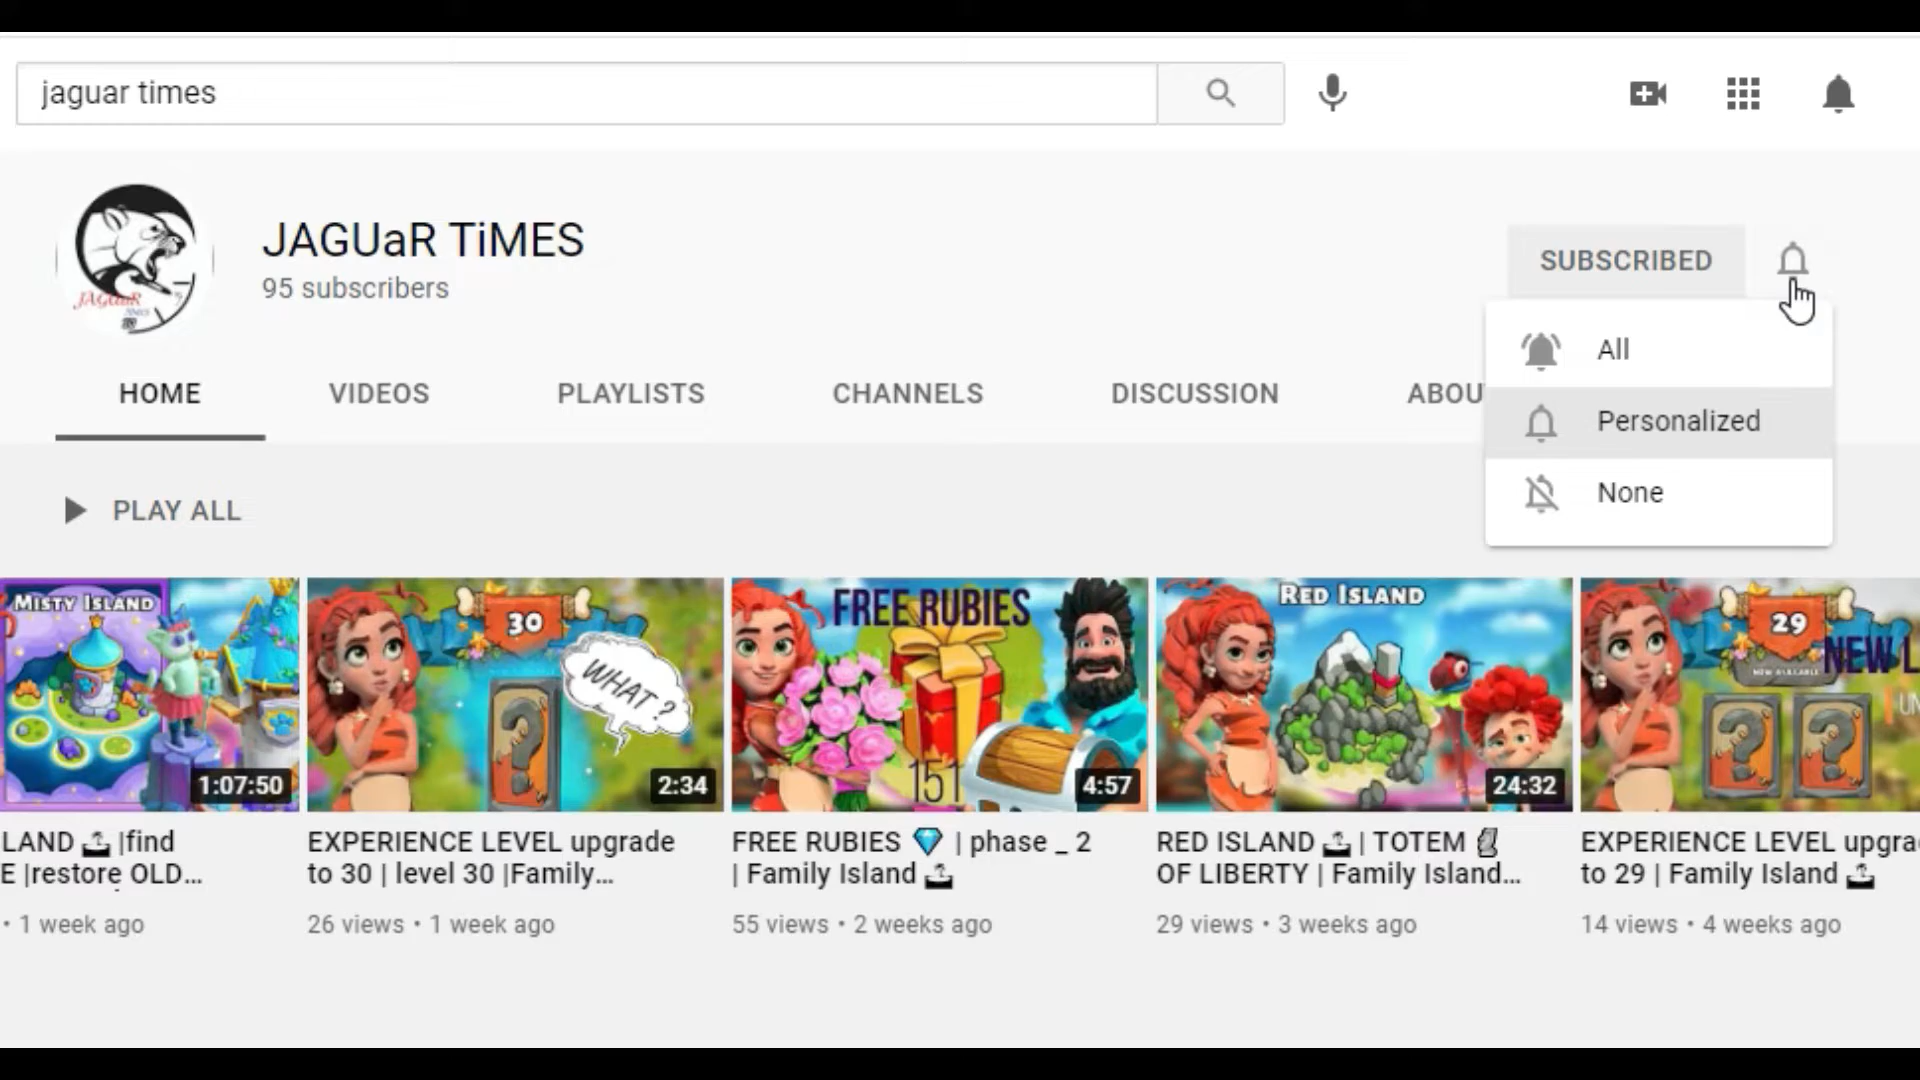 jaguar times
JAGUaR TiMES
95 subscribers
SUBSCRIBED
All
Personalized
None
HOME VIDEOS PLAYLISTS CHANNELS DISCUSSION ABOU
PLAY ALL
MISTY ISLAND
1:07:50
30
WHAT?
2:34
FREE RUBIES
151
4:57
RED ISLAND
24:32
29
NEW AVAILABLE
NEW L
UN
LAND |find
E |restore OLD...
• 1 week ago
EXPERIENCE LEVEL upgrade
to 30 | level 30 |Family...
26 views • 1 week ago
FREE RUBIES 💎 | phase _ 2
| Family Island
55 views • 2 weeks ago
RED ISLAND | TOTEM
OF LIBERTY | Family Island...
29 views • 3 weeks ago
EXPERIENCE LEVEL upgra
to 29 | Family Island
14 views • 4 weeks ago